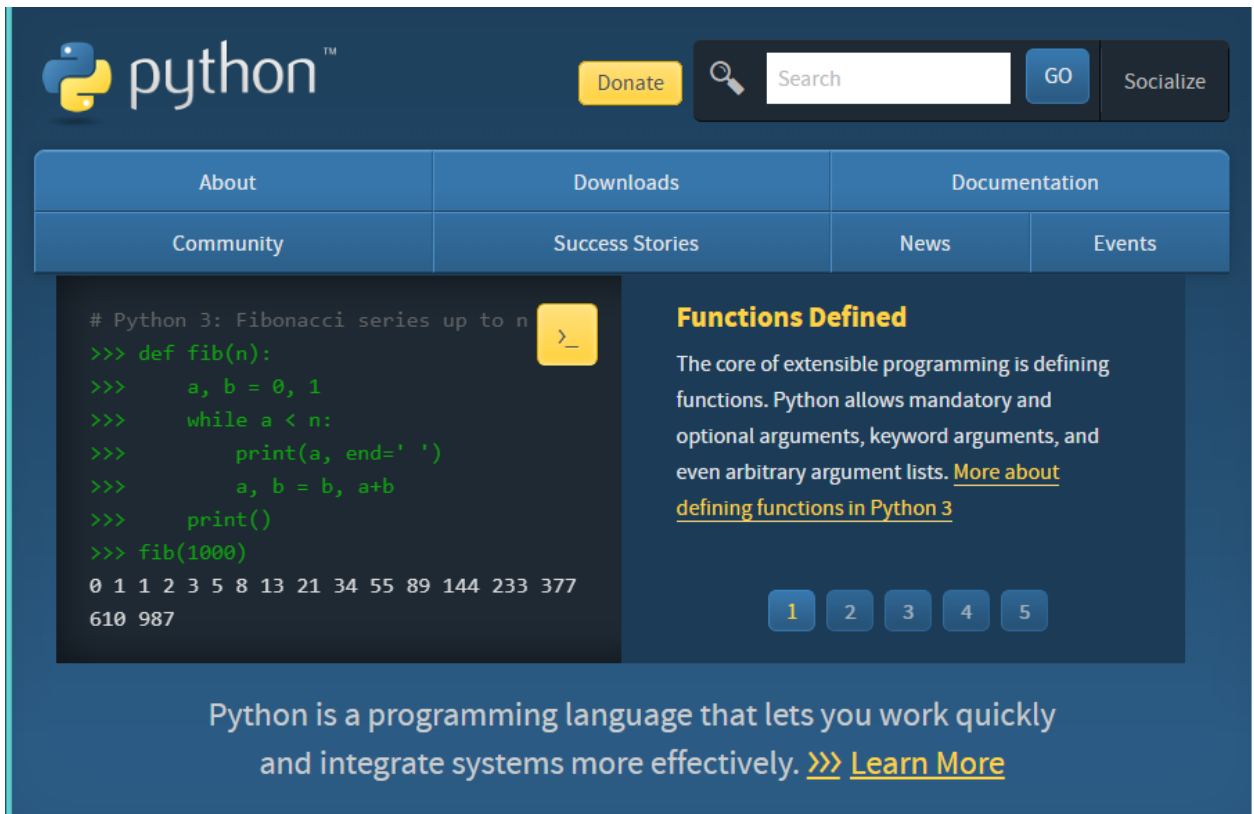 python™
Donate
Search
GO
Socialize
About
Downloads
Documentation
Community
Success Stories
News
Events
# Python 3: Fibonacci series up to n
>>> def fib(n):
>>>     a, b = 0, 1
>>>     while a < n:
>>>         print(a, end=' ')
>>>         a, b = b, a+b
>>>     print()
>>> fib(1000)
0 1 1 2 3 5 8 13 21 34 55 89 144 233 377
610 987
>_
Functions Defined
The core of extensible programming is defining
functions. Python allows mandatory and
optional arguments, keyword arguments, and
even arbitrary argument lists. More about
defining functions in Python 3
1 2 3 4 5
Python is a programming language that lets you work quickly
and integrate systems more effectively. >>> Learn More